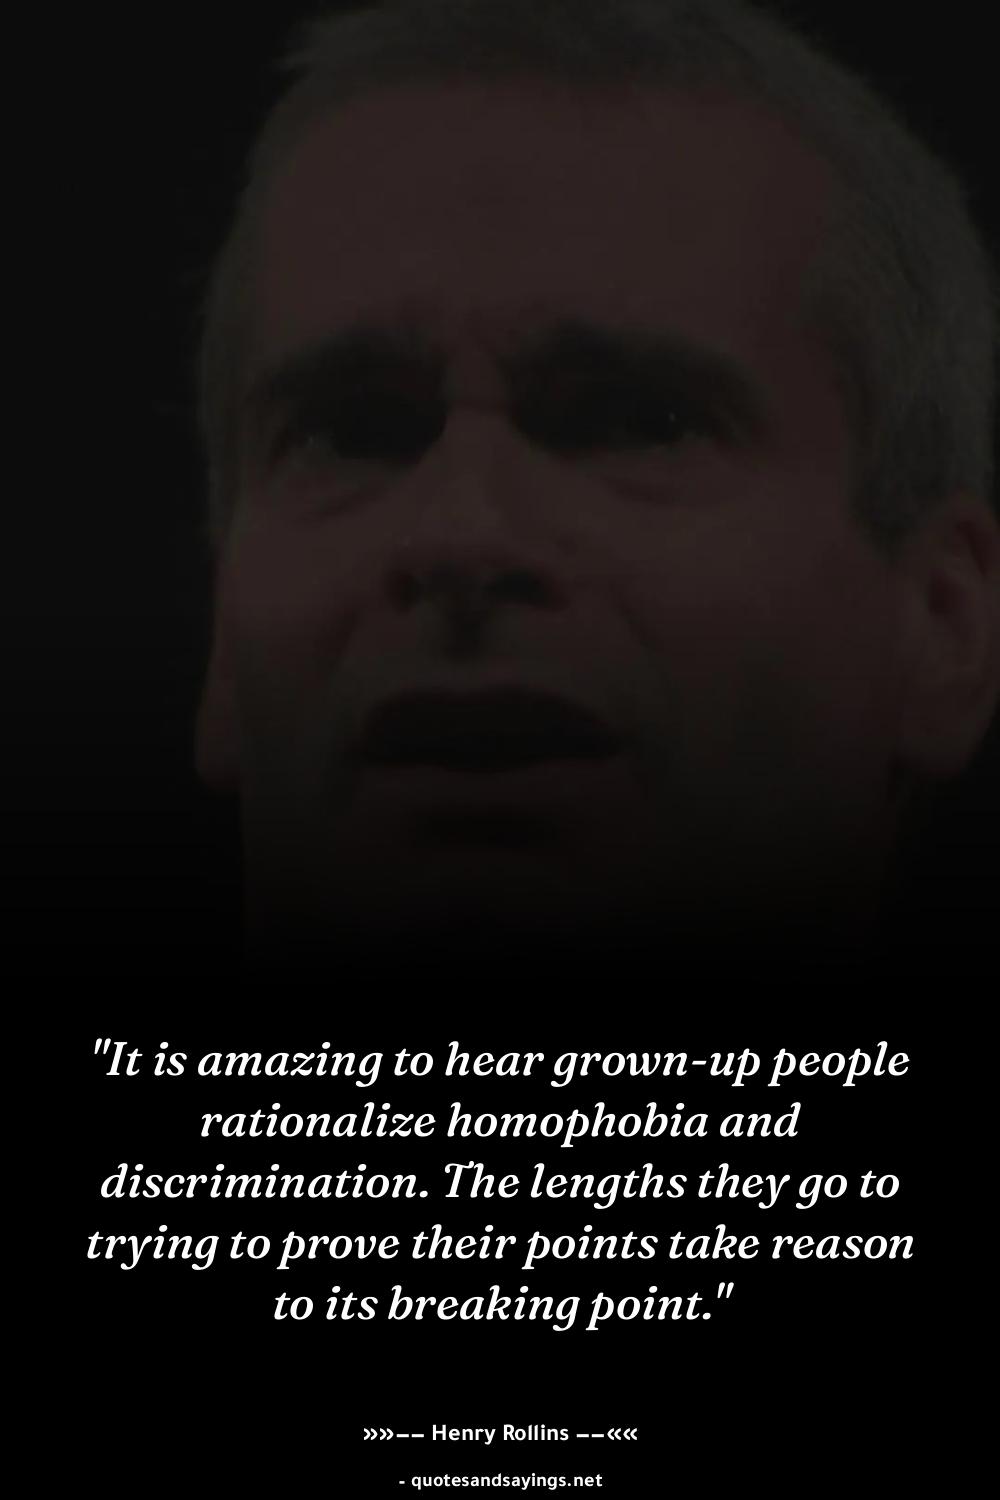 "It is amazing to hear grown-up people
rationalize homophobia and
discrimination. The lengths they go to
trying to prove their points take reason
to its breaking point."
»»–– Henry Rollins ––««
- quotesandsayings.net